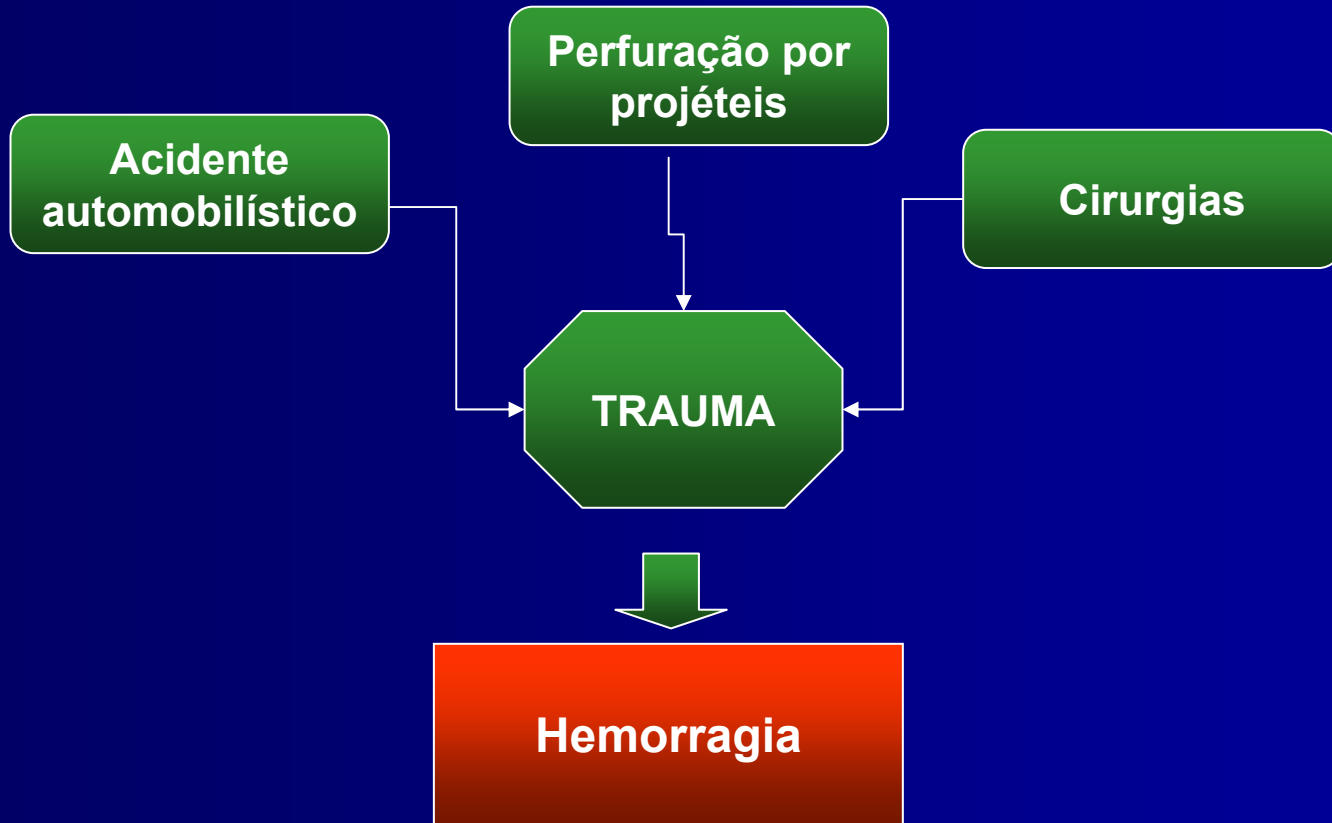 Perfuração por
projéteis
Acidente
automobilístico
Cirurgias
TRAUMA
Hemorragia